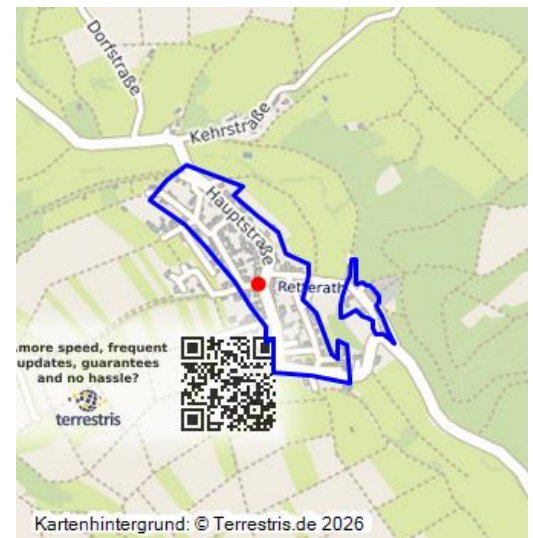 Dorfstraße
Kehrstraße
Hauptstraße
Retterath
.more speed, frequent
updates, guarantees
and no hassle?
terrestris
Kartenhintergrund: © Terrestris.de 2026